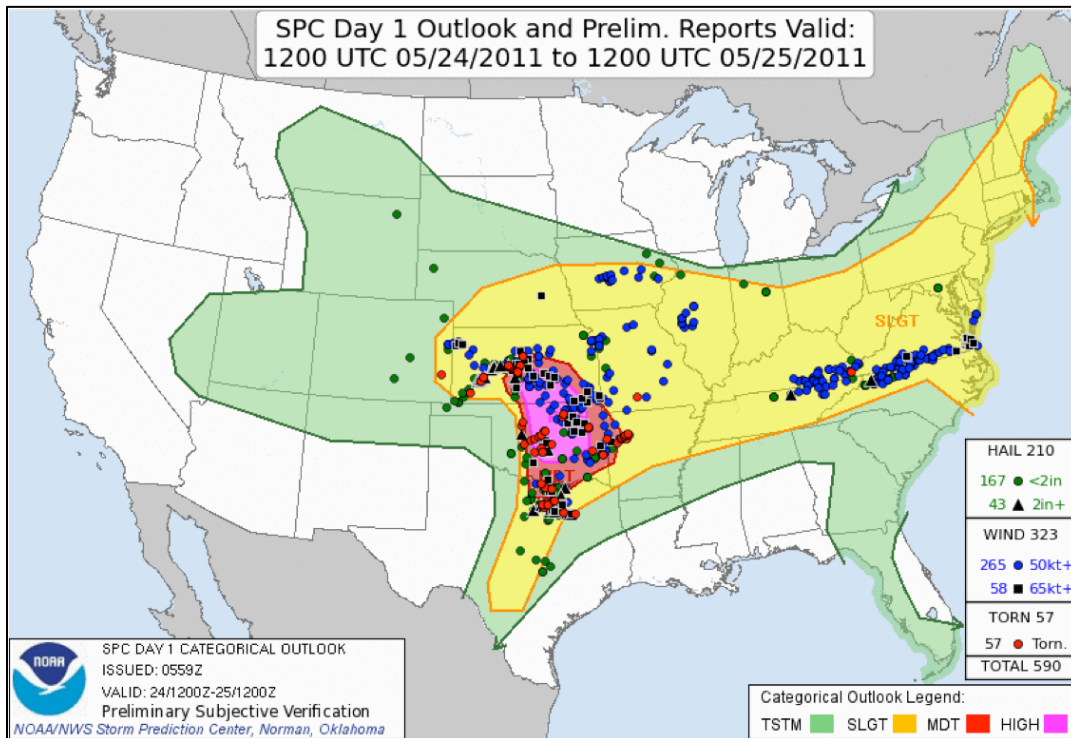 SPC Day 1 Outlook and Prelim. Reports Valid:
1200 UTC 05/24/2011 to 1200 UTC 05/25/2011
SLGT
HAIL 210
167 <2in
43 2in+
WIND 323
265 50kt+
58 65kt+
TORN 57
57 Torn.
TOTAL 590
NOAA
SPC DAY 1 CATEGORICAL OUTLOOK
ISSUED: 0559Z
VALID: 24/1200Z-25/1200Z
Preliminary Subjective Verification
NOAA/NWS Storm Prediction Center, Norman, Oklahoma
Categorical Outlook Legend:
TSTM SLGT MDT HIGH